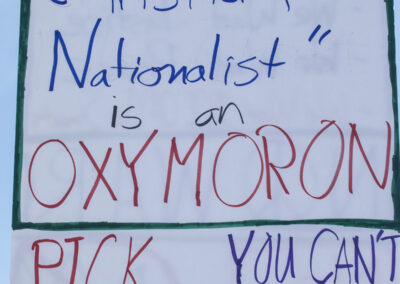 Nationalist”
is an
OXYMORON
PICK YOU CAN'T